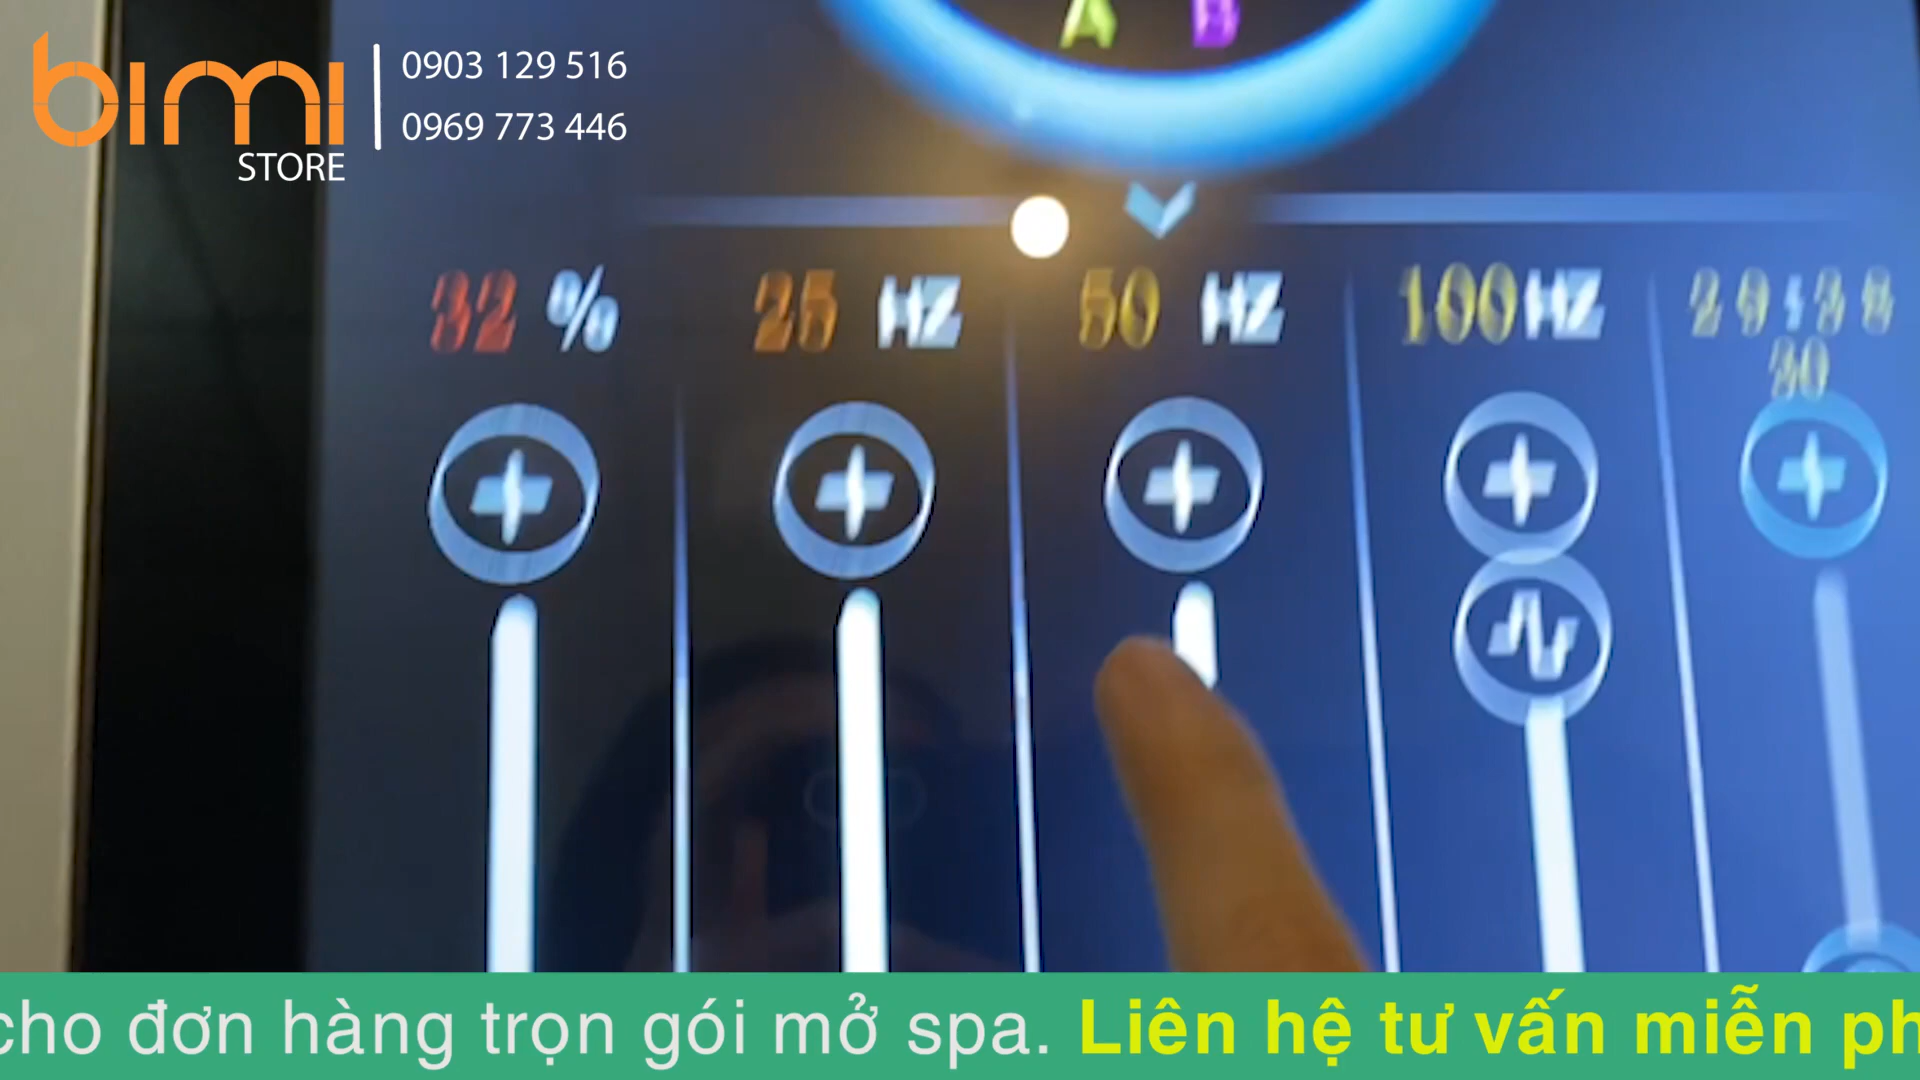 bimi
STORE
0903 129 516
0969 773 446
A B
32 %
25 HZ
50 HZ
100HZ
30
cho đơn hàng trọn gói mở spa. Liên hệ tư vấn miễn ph